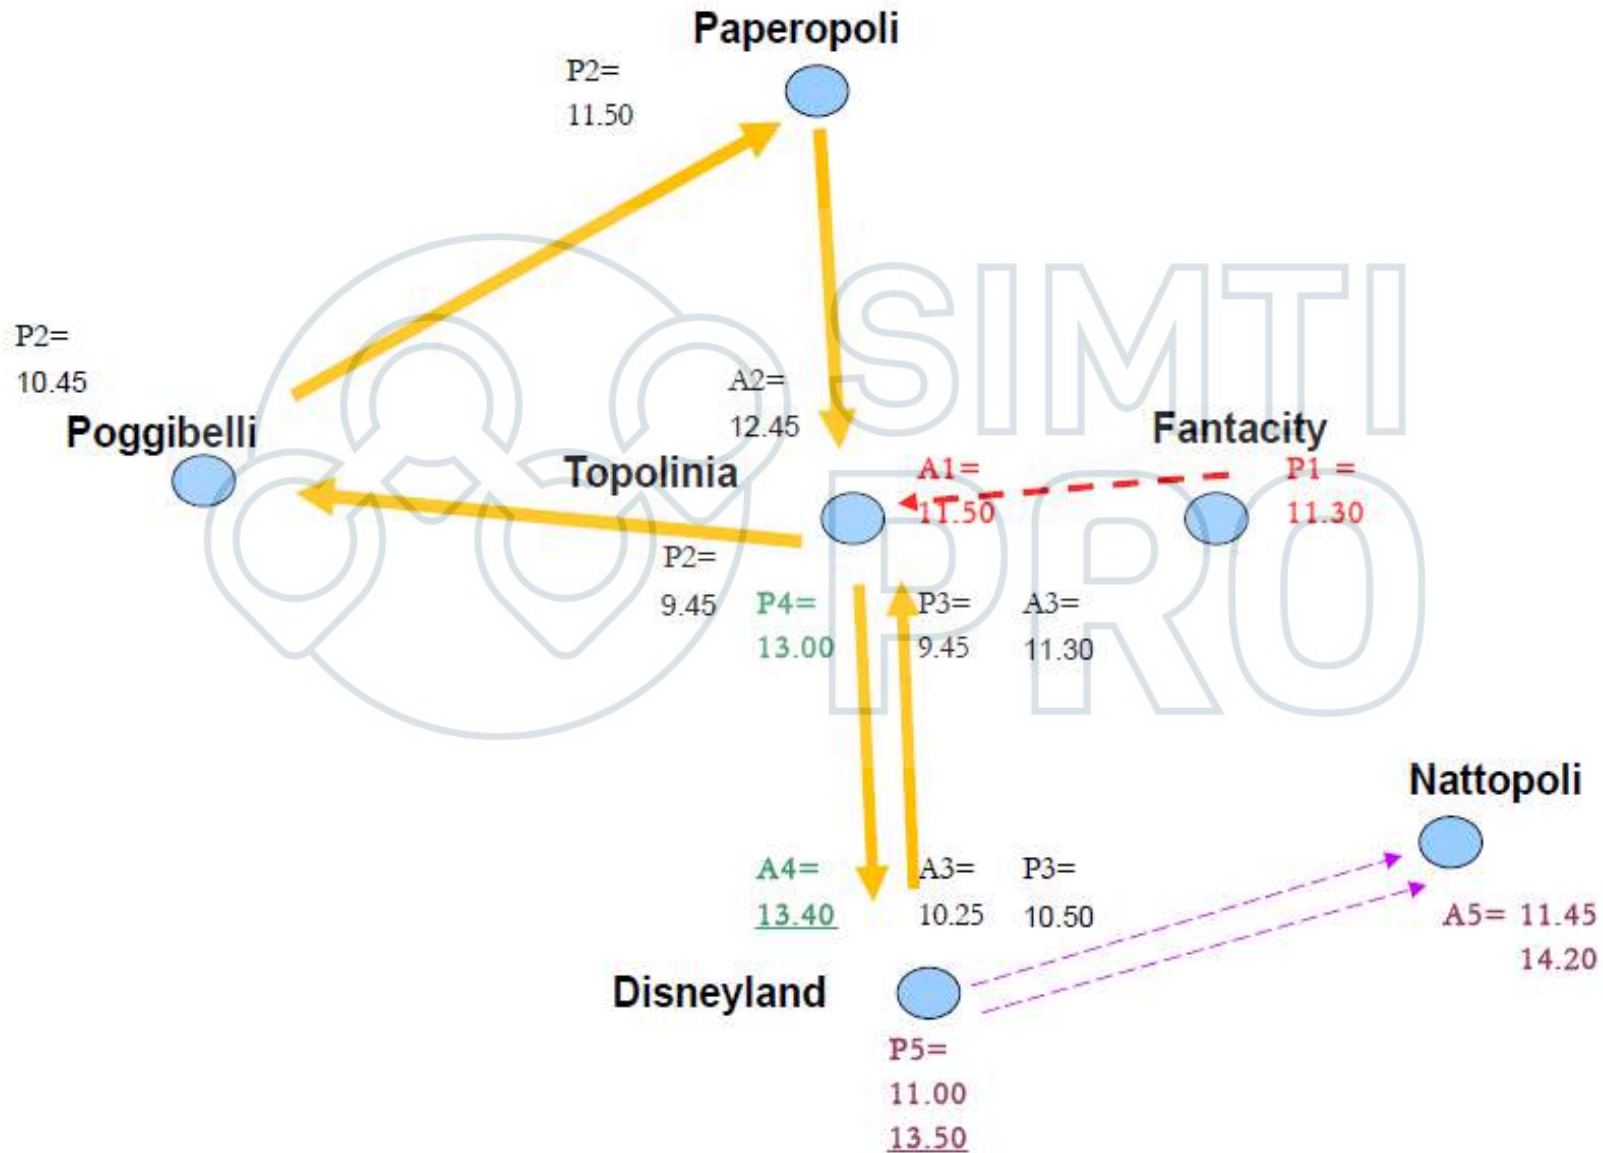 Paperopoli
P2=
11.50
P2=
10.45
Poggibelli
A2=
12.45
Topolinia
Fantacity
A1=
11.50
P1 =
11.30
P2=
9.45
P4=
13.00
P3=
9.45
A3=
11.30
Nattopoli
A4=
13.40
A3=
10.25
P3=
10.50
A5= 11.45
14.20
Disneyland
P5=
11.00
13.50
SIMTI
PRO